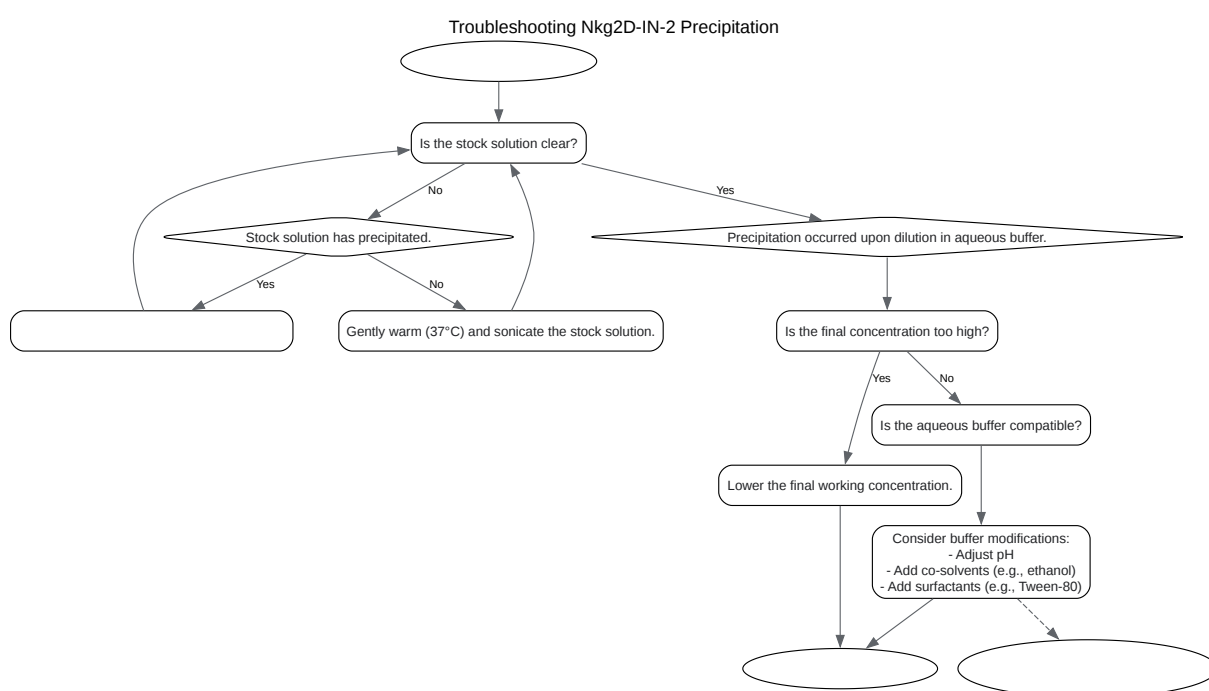 Troubleshooting Nkg2D-IN-2 Precipitation
Is the stock solution clear?
No
Yes
Stock solution has precipitated.
Precipitation occurred upon dilution in aqueous buffer.
Yes
No
Gently warm (37°C) and sonicate the stock solution.
Is the final concentration too high?
Yes
No
Is the aqueous buffer compatible?
Lower the final working concentration.
Consider buffer modifications:
- Adjust pH
- Add co-solvents (e.g., ethanol)
- Add surfactants (e.g., Tween-80)